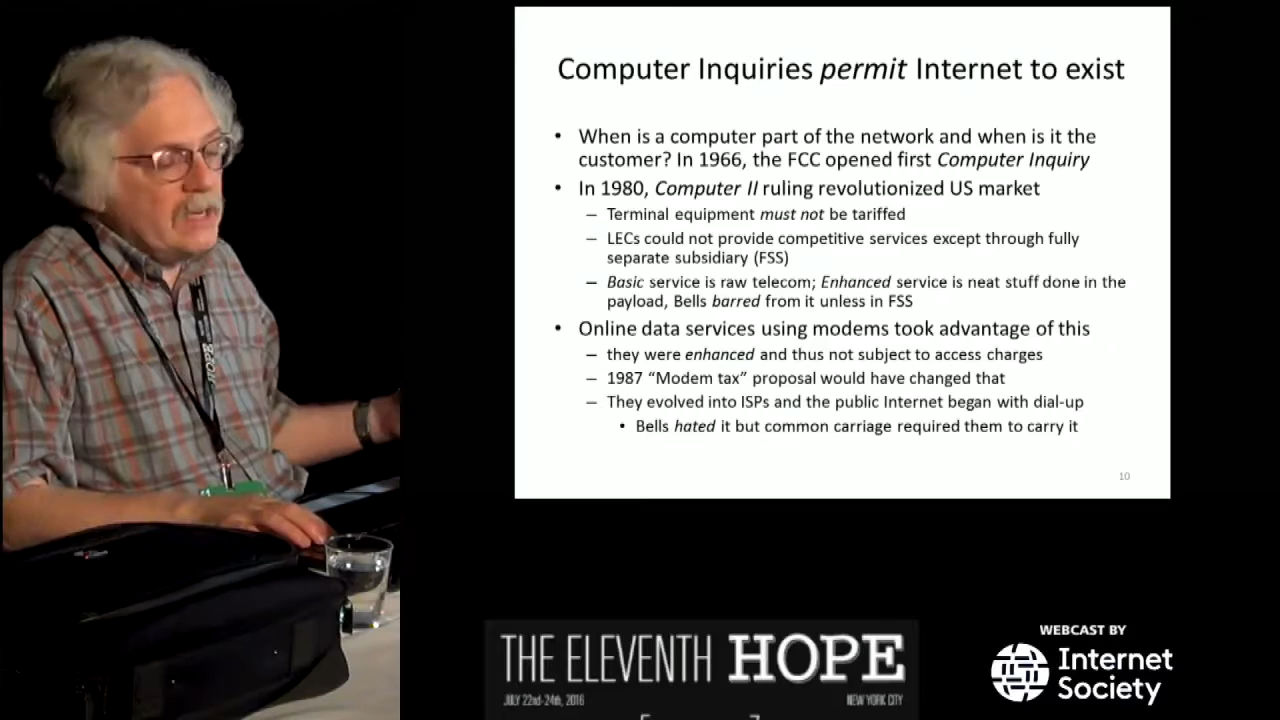 Computer Inquiries permit Internet to exist
• When is a computer part of the network and when is it the
customer? In 1966, the FCC opened first Computer Inquiry
• In 1980, Computer II ruling revolutionized US market
– Terminal equipment must not be tariffed
– LECs could not provide competitive services except through fully
separate subsidiary (FSS)
– Basic service is raw telecom; Enhanced service is neat stuff done in the
payload, Bells barred from it unless in FSS
• Online data services using modems took advantage of this
– they were enhanced and thus not subject to access charges
– 1987 “Modem tax” proposal would have changed that
– They evolved into ISPs and the public Internet began with dial-up
• Bells hated it but common carriage required them to carry it
10
HOPE
THE ELEVENTH HOPE
JULY 22nd-24th, 2016
NEW YORK CITY
WEBCAST BY
Internet
Society